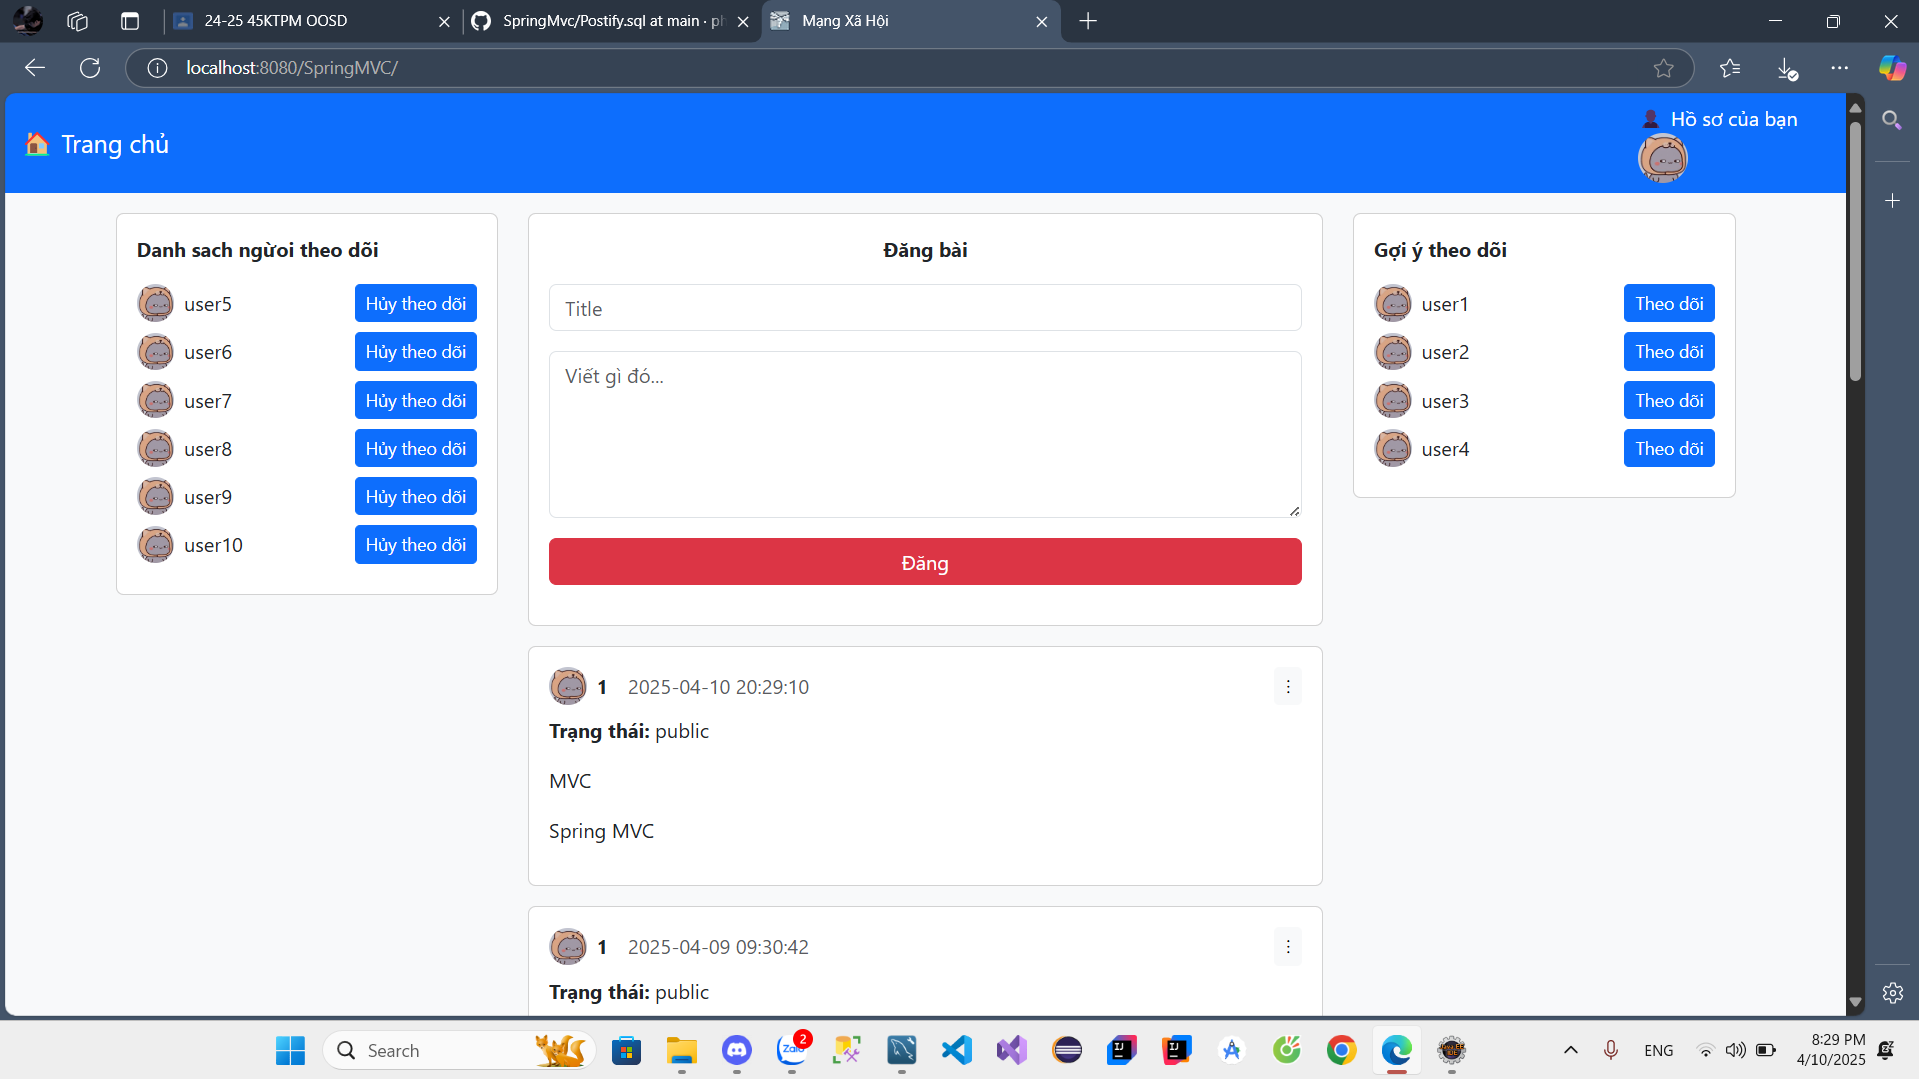 24-25 45KTPM OOSD
SpringMvc/Postify.sql at main · ph
Mạng Xã Hội
localhost:8080/SpringMVC/
Trang chủ
Hồ sơ của bạn
Danh sach ngừoi theo dõi
user5 Hủy theo dõi
user6 Hủy theo dõi
user7 Hủy theo dõi
user8 Hủy theo dõi
user9 Hủy theo dõi
user10 Hủy theo dõi
Đăng bài
Title
Viết gì đó...
Đăng
1 2025-04-10 20:29:10
Trạng thái: public
MVC
Spring MVC
1 2025-04-09 09:30:42
Trạng thái: public
Gợi ý theo dõi
user1 Theo dõi
user2 Theo dõi
user3 Theo dõi
user4 Theo dõi
Search
Zalo
2
IJ
IJ
ENG
8:29 PM
4/10/2025